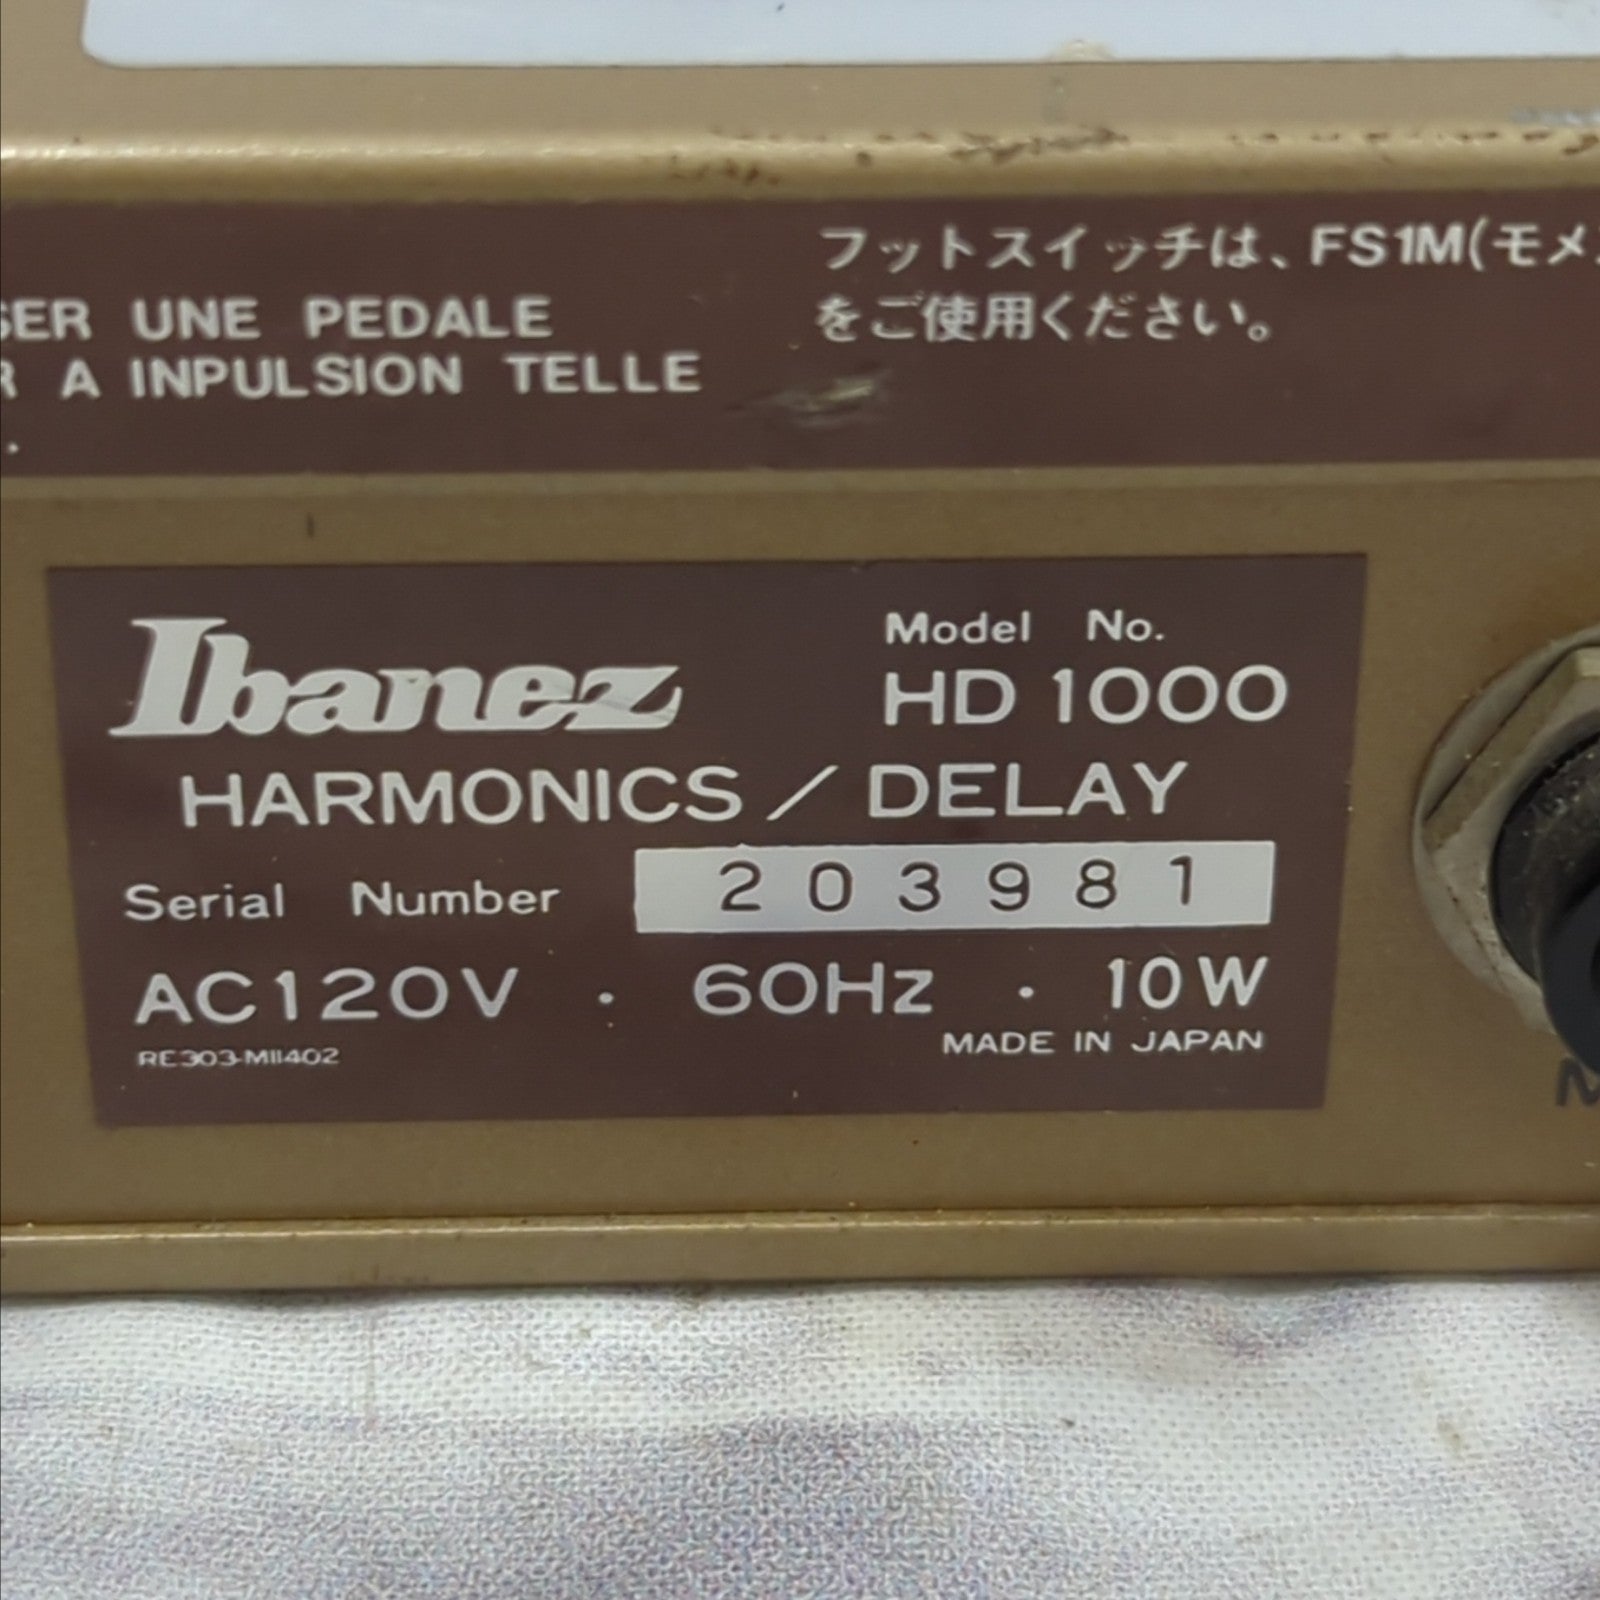 フットスイッチは、FS1M(モメ
をご使用ください。
UNE PEDALE
A INPULSION TELLE
Ibanez
Model No.
HD 1000
HARMONICS / DELAY
Serial Number 203981
AC120V · 60Hz · 10W
RE303-M11402
MADE IN JAPAN